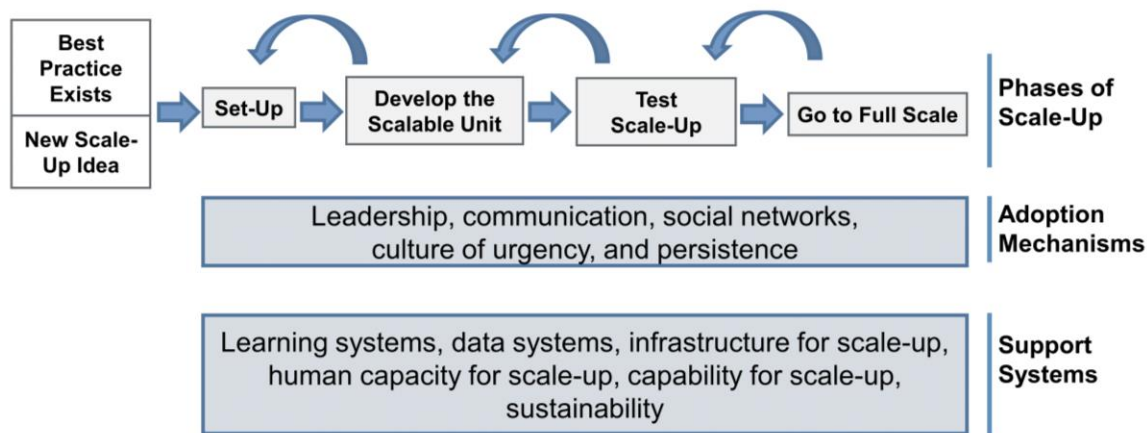 Best
Practice
Exists
New Scale-
Up Idea
Set-Up
Develop the
Scalable Unit
Test
Scale-Up
Go to Full Scale
Phases of
Scale-Up
Leadership, communication, social networks,
culture of urgency, and persistence
Adoption
Mechanisms
Learning systems, data systems, infrastructure for scale-up,
human capacity for scale-up, capability for scale-up,
sustainability
Support
Systems